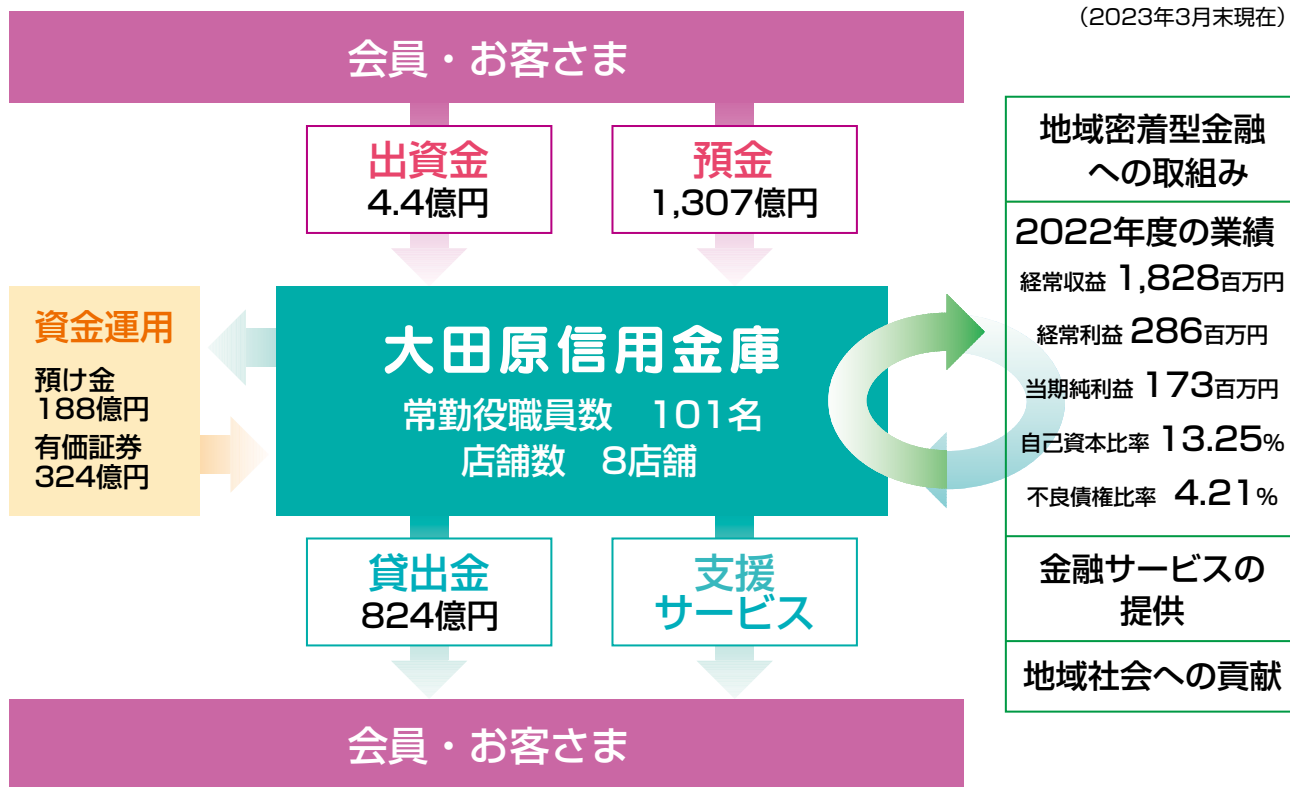 （2023年3月末現在）
会員・お客さま
出資金
4.4億円
預金
1,307億円
資金運用
預け金
188億円
有価証券
324億円
大田原信用金庫
常勤役職員数　101名
店舗数　8店舗
貸出金
824億円
支援
サービス
会員・お客さま
地域密着型金融
への取組み
2022年度の業績
経常収益 1,828百万円
経常利益 286百万円
当期純利益 173百万円
自己資本比率 13.25%
不良債権比率 4.21%
金融サービスの
提供
地域社会への貢献